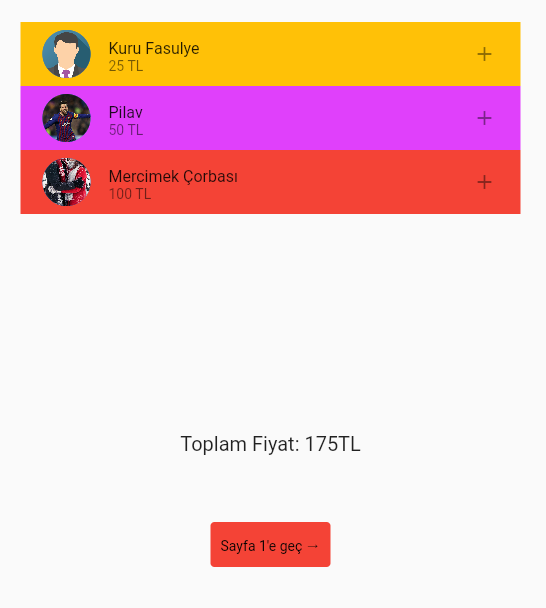 Kuru Fasulye
25 TL
Pilav
50 TL
Mercimek Çorbası
100 TL
Toplam Fiyat: 175TL
Sayfa 1'e geç →